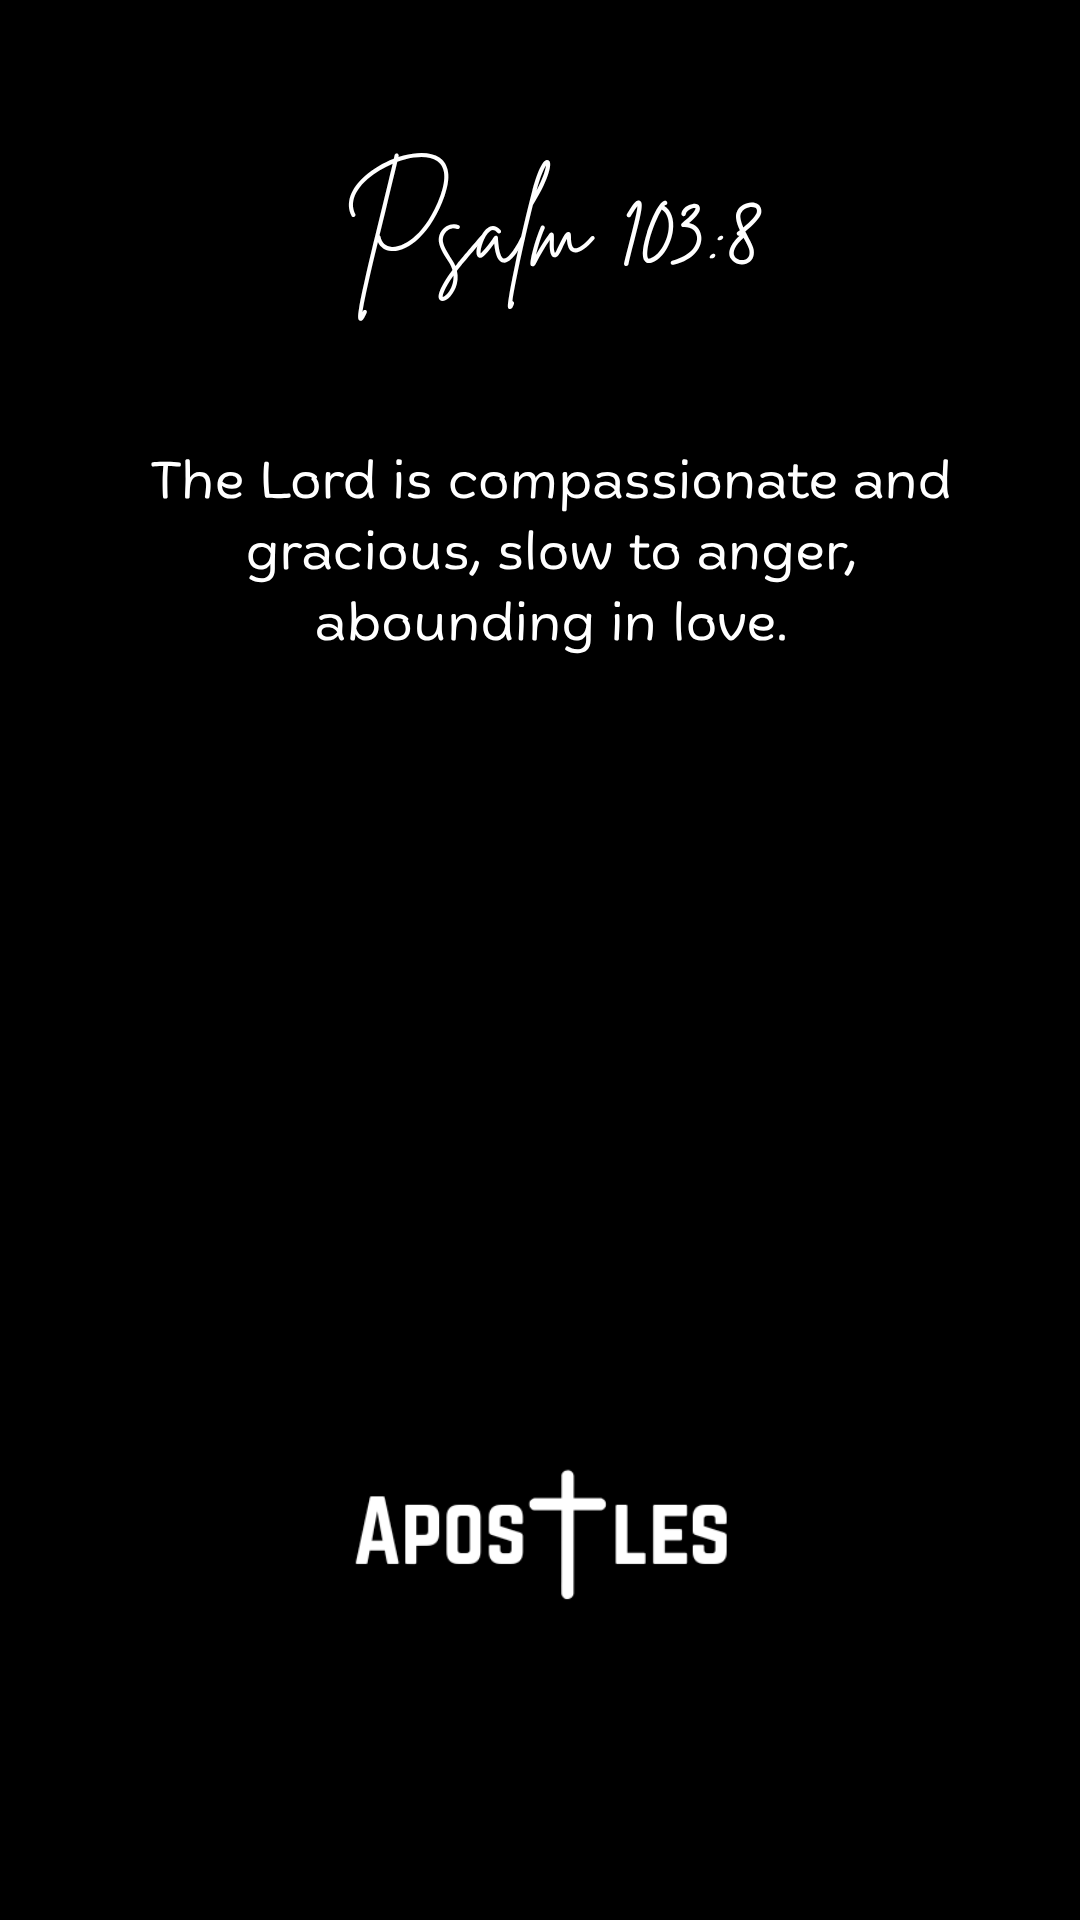 Psalm 103:8
The Lord is compassionate and
gracious, slow to anger,
abounding in love.
APOSTLES